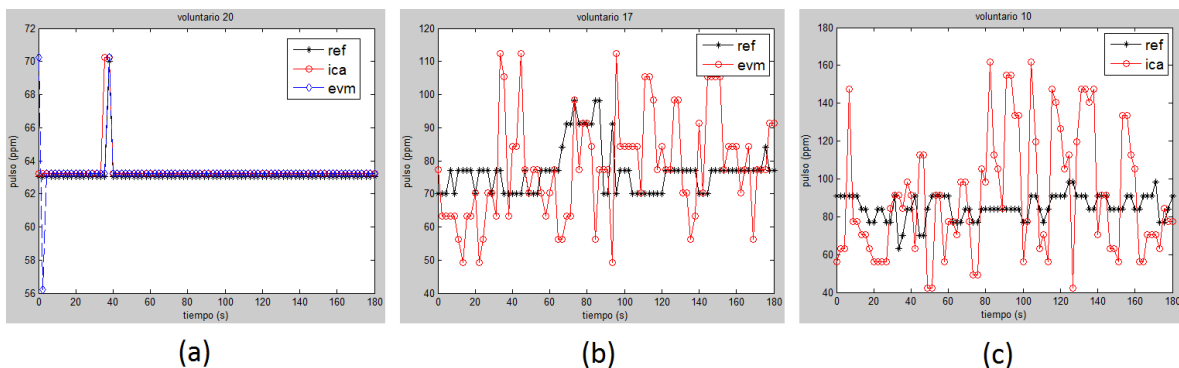 voluntario 20
72
70
68
66
64
62
60
58
56
pulso (ppm)
0 20 40 60 80 100 120 140 160 180
tiempo (s)
ref
ica
evm
(a)
voluntario 17
120
110
100
90
80
70
60
50
40
pulso (ppm)
0 20 40 60 80 100 120 140 160 180
tiempo (s)
ref
evm
(b)
voluntario 10
180
160
140
120
100
80
60
40
pulso (ppm)
0 20 40 60 80 100 120 140 160 180
tiempo (s)
ref
ica
(c)